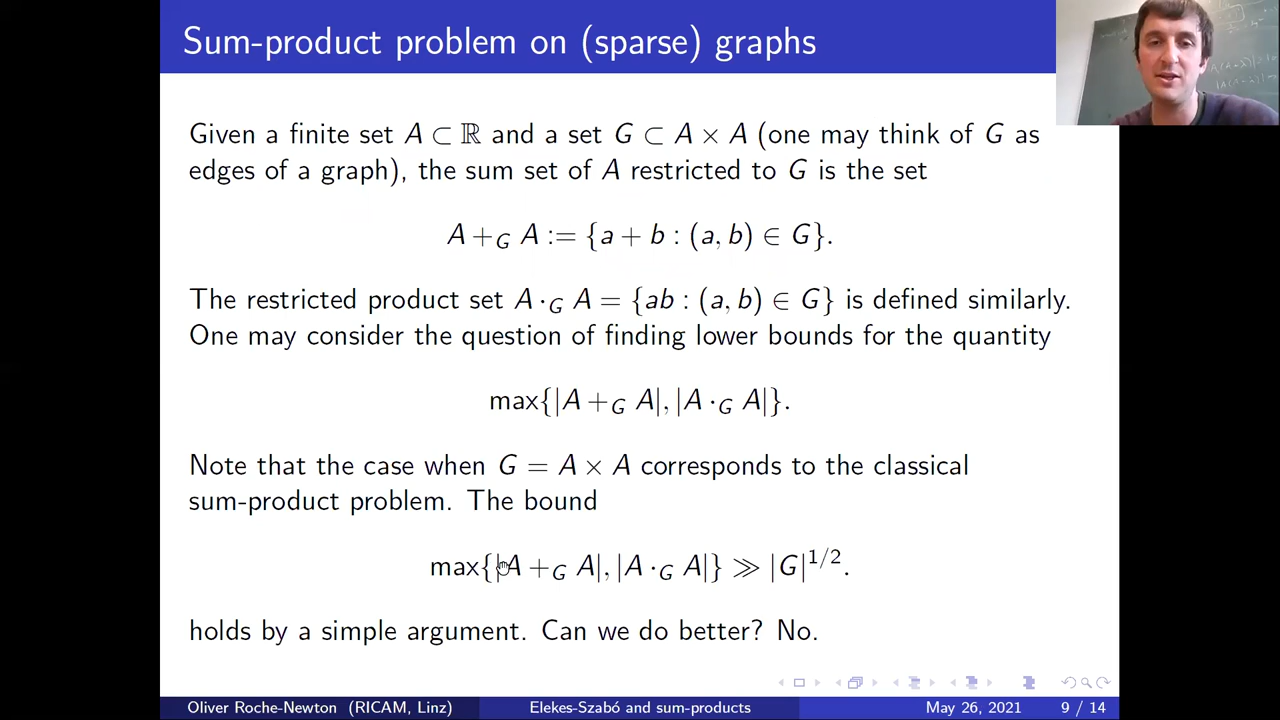 Sum-product problem on (sparse) graphs
Given a finite set A ⊂ ℝ and a set G ⊂ A × A (one may think of G as
edges of a graph), the sum set of A restricted to G is the set
A +_G A := {a + b : (a, b) ∈ G}.
The restricted product set A ·_G A = {ab : (a, b) ∈ G} is defined similarly.
One may consider the question of finding lower bounds for the quantity
max{|A +_G A|, |A ·_G A|}.
Note that the case when G = A × A corresponds to the classical
sum-product problem. The bound
max{|A +_G A|, |A ·_G A|} ≫ |G|^{1/2}.
holds by a simple argument. Can we do better? No.
Oliver Roche-Newton (RICAM, Linz) Elekes-Szabó and sum-products May 26, 2021 9 / 14